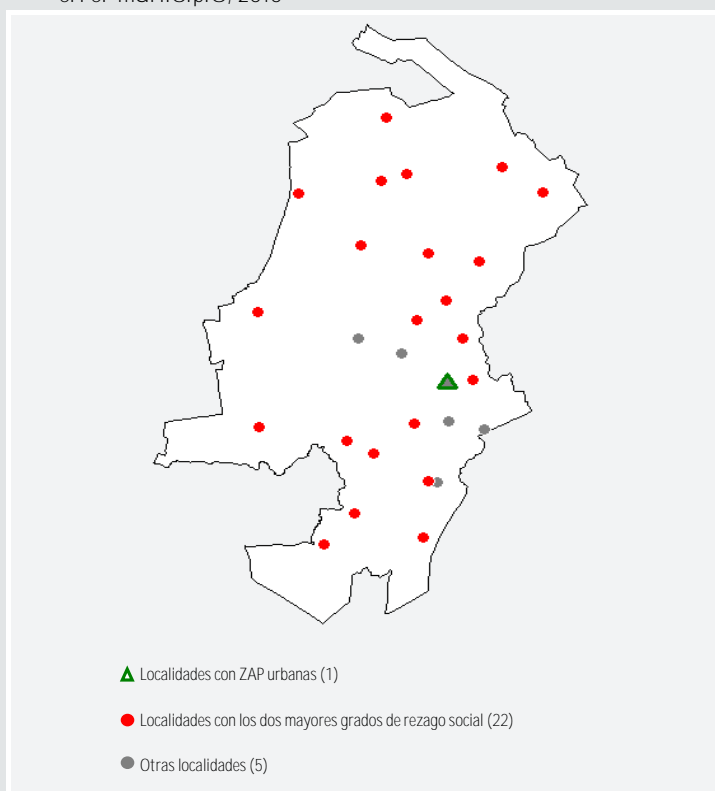 Localidades con ZAP urbanas (1)
Localidades con los dos mayores grados de rezago social (22)
Otras localidades (5)